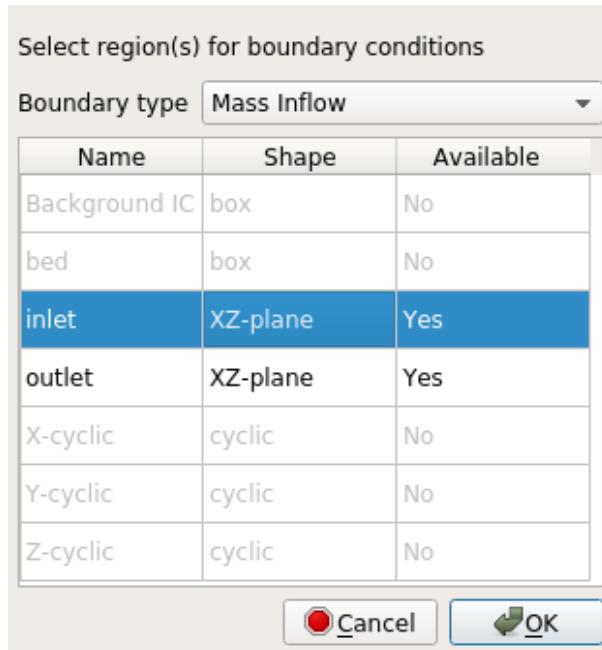 Select region(s) for boundary conditions
Boundary type Mass Inflow
Name Shape Available
Background IC box No
bed box No
inlet XZ-plane Yes
outlet XZ-plane Yes
X-cyclic cyclic No
Y-cyclic cyclic No
Z-cyclic cyclic No
Cancel OK